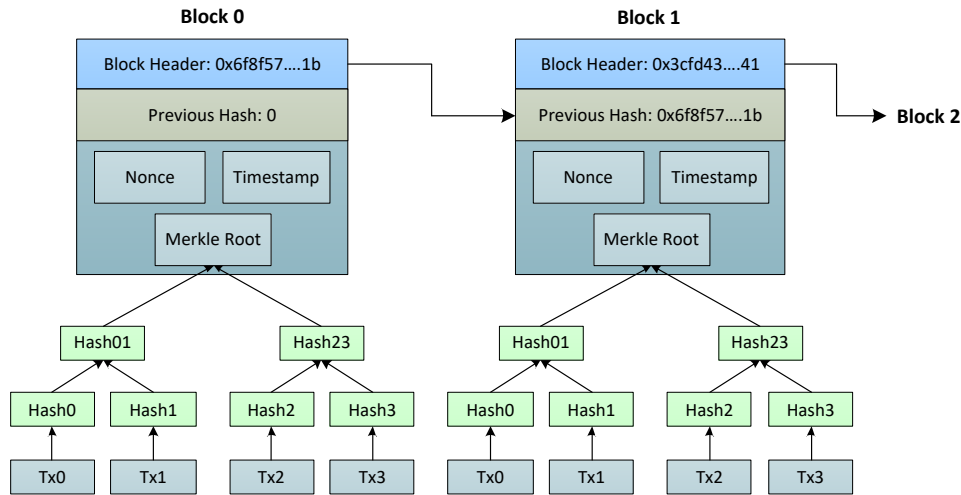 Block 0
Block 1
Block Header: 0x6f8f57….1b
Block Header: 0x3cfd43….41
Previous Hash: 0
Previous Hash: 0x6f8f57….1b
Block 2
Nonce
Timestamp
Nonce
Timestamp
Merkle Root
Merkle Root
Hash01
Hash23
Hash01
Hash23
Hash0
Hash1
Hash2
Hash3
Hash0
Hash1
Hash2
Hash3
Tx0
Tx1
Tx2
Tx3
Tx0
Tx1
Tx2
Tx3